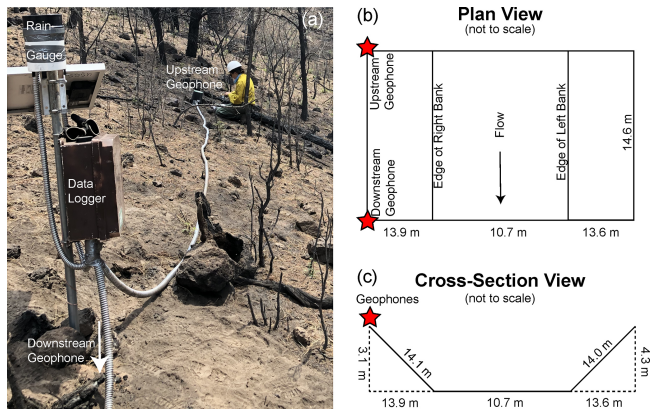 (a)
Rain
Gauge
Upstream
Geophone
Data
Logger
Downstream
Geophone
(b)
Plan View
(not to scale)
Upstream
Geophone
Downstream
Geophone
Edge ot Right Bank
Flow
Edge of Left Bank
14.6 m
13.9 m
10.7 m
13.6 m
(c)
Cross-Section View
(not to scale)
Geophones
3.1 m
14.1 m
14.0 m
4.3 m
13.9 m
10.7 m
13.6 m